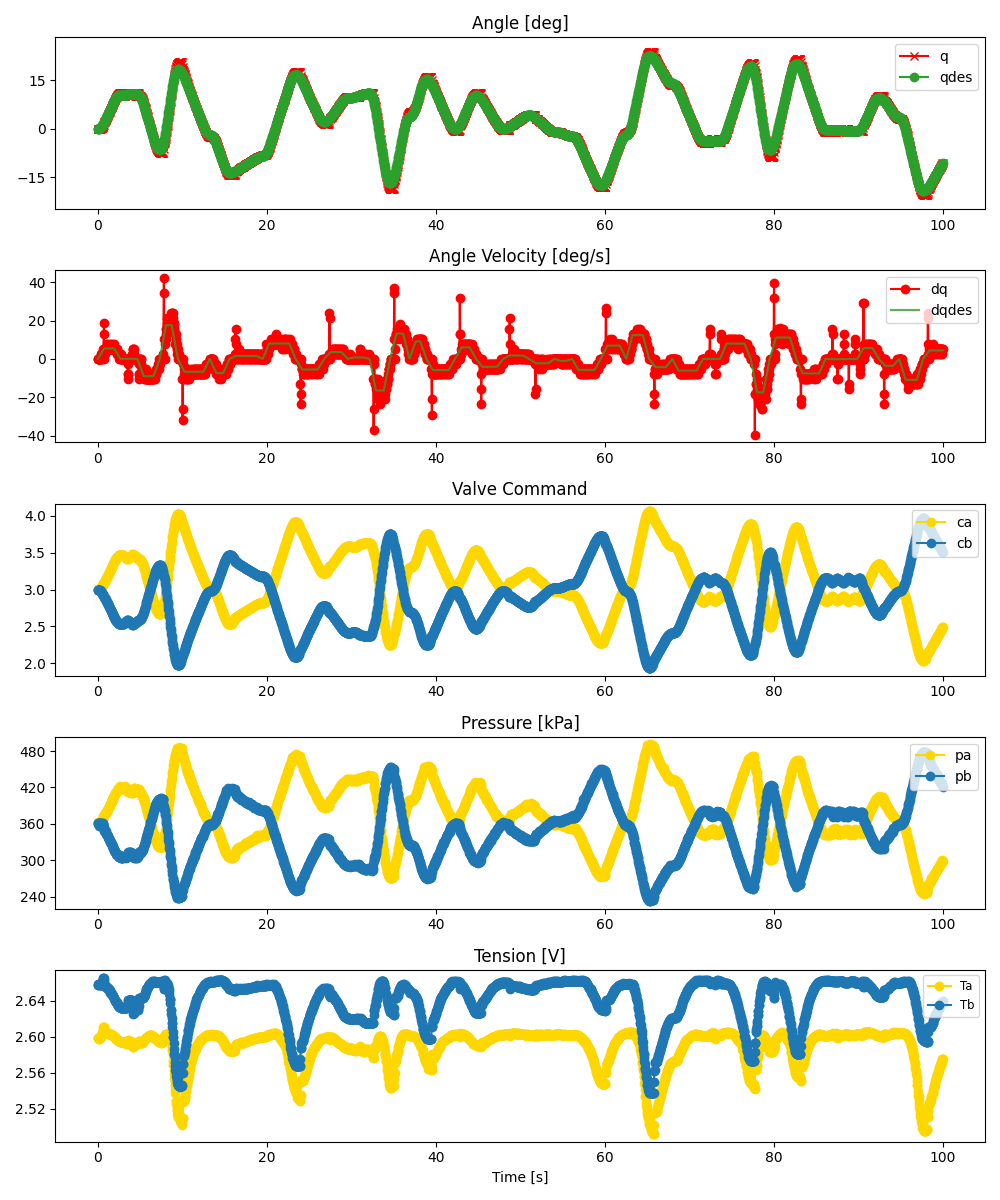 Angle [deg]
15
0
−15
q
qdes
0 20 40 60 80 100
Angle Velocity [deg/s]
40
20
0
−20
−40
dq
dqdes
0 20 40 60 80 100
Valve Command
4.0
3.5
3.0
2.5
2.0
ca
cb
0 20 40 60 80 100
Pressure [kPa]
480
420
360
300
240
pa
pb
0 20 40 60 80 100
Tension [V]
2.64
2.60
2.56
2.52
Ta
Tb
0 20 40 60 80 100
Time [s]